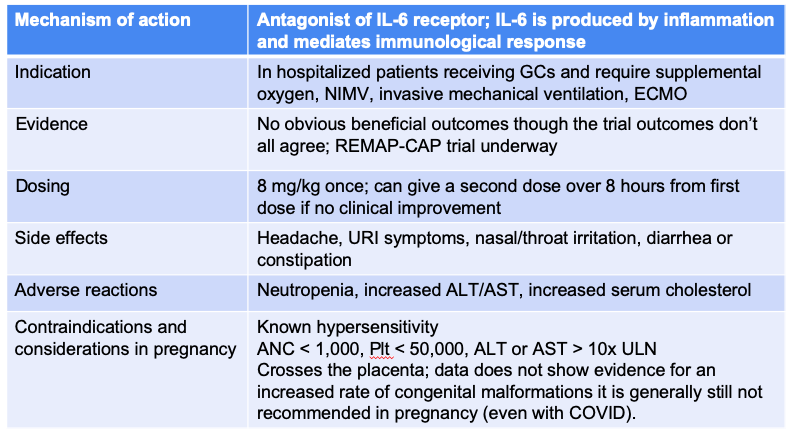 Mechanism of action
Antagonist of IL-6 receptor; IL-6 is produced by inflammation
and mediates immunological response
Indication
In hospitalized patients receiving GCs and require supplemental
oxygen, NIMV, invasive mechanical ventilation, ECMO
Evidence
No obvious beneficial outcomes though the trial outcomes don’t
all agree; REMAP-CAP trial underway
Dosing
8 mg/kg once; can give a second dose over 8 hours from first
dose if no clinical improvement
Side effects
Headache, URI symptoms, nasal/throat irritation, diarrhea or
constipation
Adverse reactions
Neutropenia, increased ALT/AST, increased serum cholesterol
Contraindications and
considerations in pregnancy
Known hypersensitivity
ANC < 1,000, Plt < 50,000, ALT or AST > 10x ULN
Crosses the placenta; data does not show evidence for an
increased rate of congenital malformations it is generally still not
recommended in pregnancy (even with COVID).